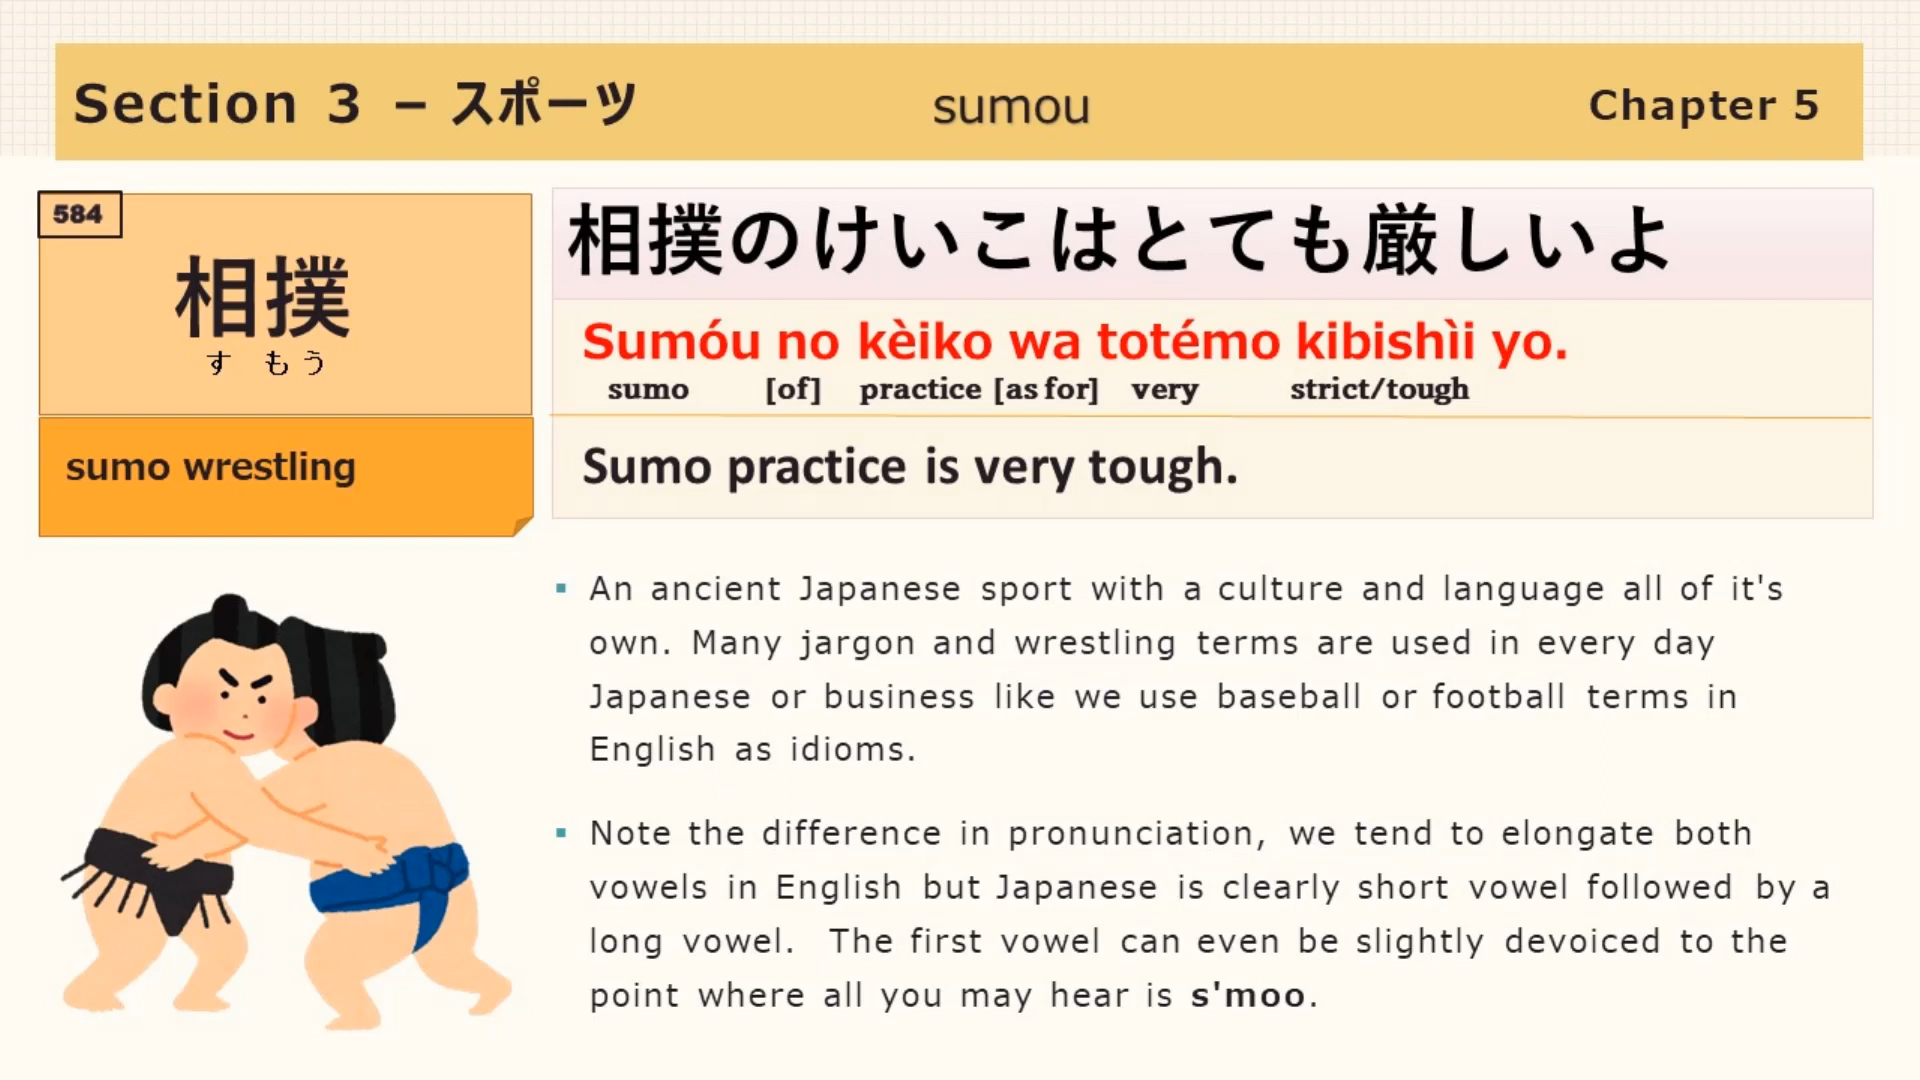 Section 3 – スポーツ sumou Chapter 5
584
相撲
す もう
sumo wrestling
相撲のけいこはとても厳しいよ
Sumóu no kèiko wa totémo kibishìi yo.
sumo [of] practice [as for] very strict/tough
Sumo practice is very tough.
▪ An ancient Japanese sport with a culture and language all of it's
own. Many jargon and wrestling terms are used in every day
Japanese or business like we use baseball or football terms in
English as idioms.
▪ Note the difference in pronunciation, we tend to elongate both
vowels in English but Japanese is clearly short vowel followed by a
long vowel. The first vowel can even be slightly devoiced to the
point where all you may hear is s'moo.